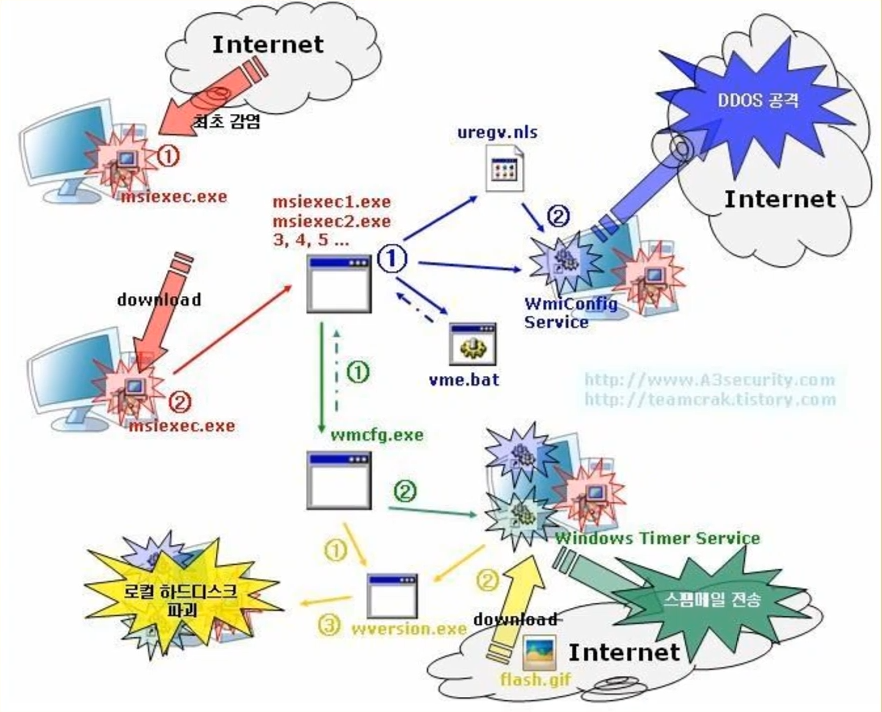 Internet
최초 감염
①
msiexec.exe
DDOS 공격
Internet
uregv.nls
②
msiexec1.exe
msiexec2.exe
3, 4, 5 ...
①
WmiConfig
Service
vme.bat
download
②
msiexec.exe
①
http://www.A3security.com
http://teamcrak.tistory.com
wmcfg.exe
②
Windows Timer Service
①
②
로컬 하드디스크
파괴
③
wversion.exe
download
스팸메일 전송
Internet
flash.gif